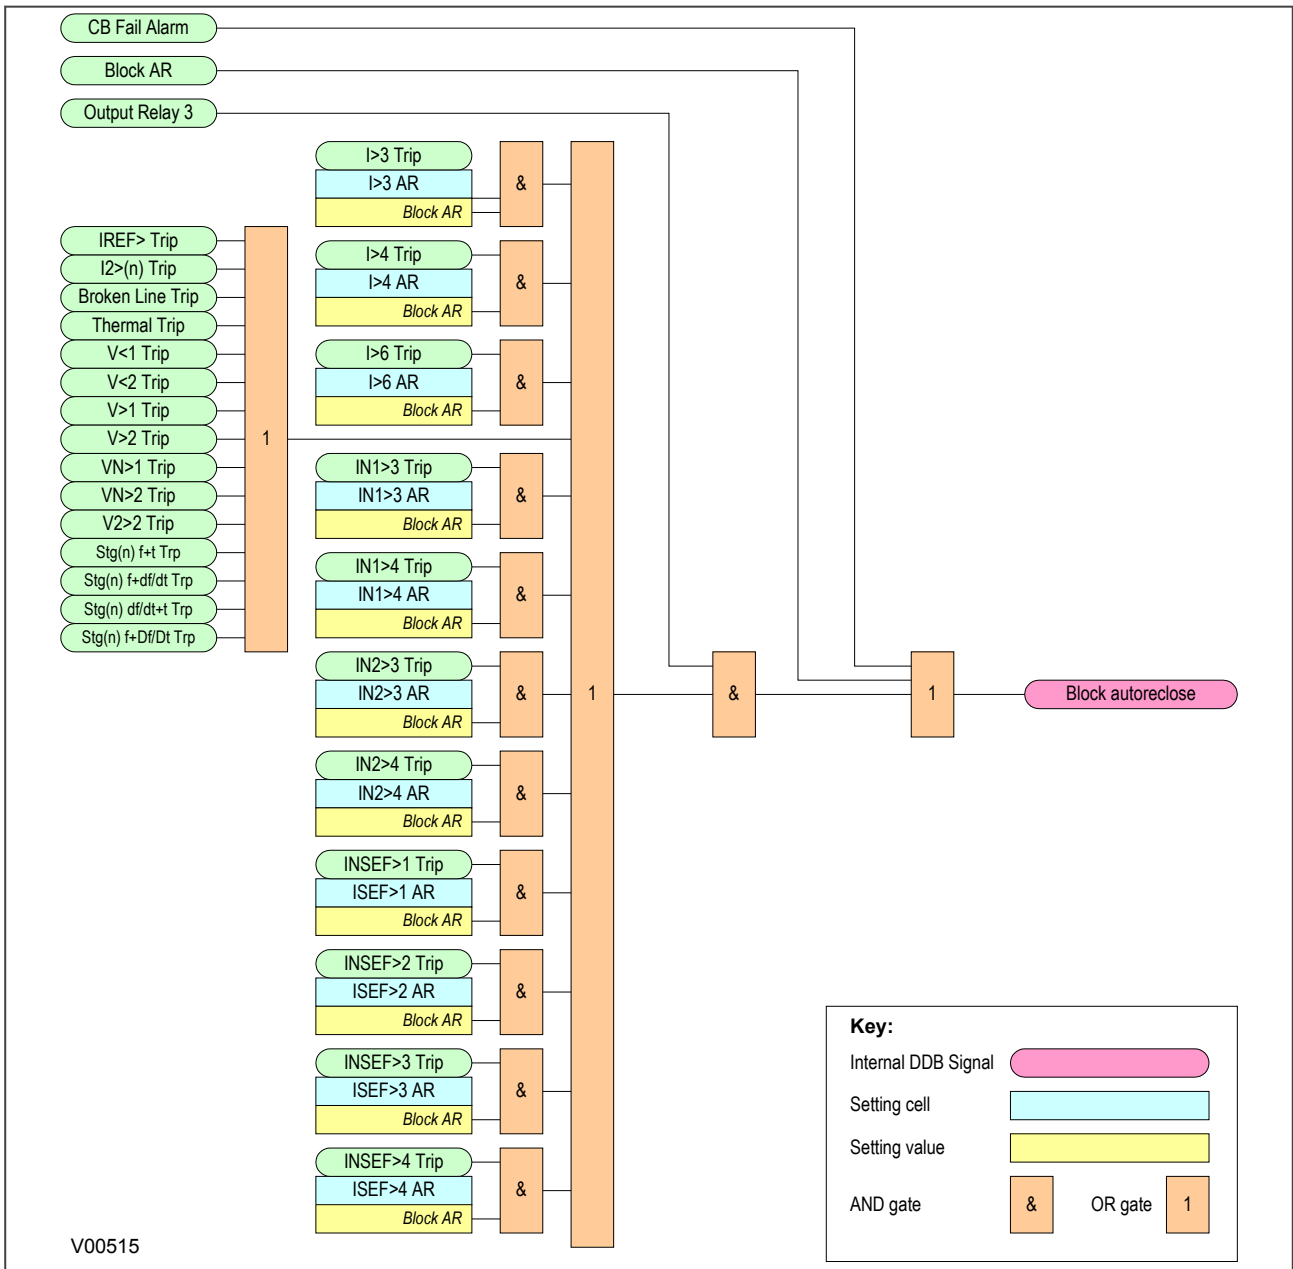 CB Fail Alarm
Block AR
Output Relay 3
I>3 Trip
I>3 AR
Block AR
&
I>4 Trip
I>4 AR
Block AR
&
I>6 Trip
I>6 AR
Block AR
&
IREF> Trip
I2>(n) Trip
Broken Line Trip
Thermal Trip
V<1 Trip
V<2 Trip
V>1 Trip
V>2 Trip
VN>1 Trip
VN>2 Trip
V2>2 Trip
Stg(n) f+t Trp
Stg(n) f+df/dt Trp
Stg(n) df/dt+t Trp
Stg(n) f+Df/Dt Trp
1
IN1>3 Trip
IN1>3 AR
Block AR
&
IN1>4 Trip
IN1>4 AR
Block AR
&
IN2>3 Trip
IN2>3 AR
Block AR
&
IN2>4 Trip
IN2>4 AR
Block AR
&
INSEF>1 Trip
ISEF>1 AR
Block AR
&
INSEF>2 Trip
ISEF>2 AR
Block AR
&
INSEF>3 Trip
ISEF>3 AR
Block AR
&
INSEF>4 Trip
ISEF>4 AR
Block AR
&
1
&
1
Block autoreclose
Key:
Internal DDB Signal
Setting cell
Setting value
AND gate & OR gate 1
V00515